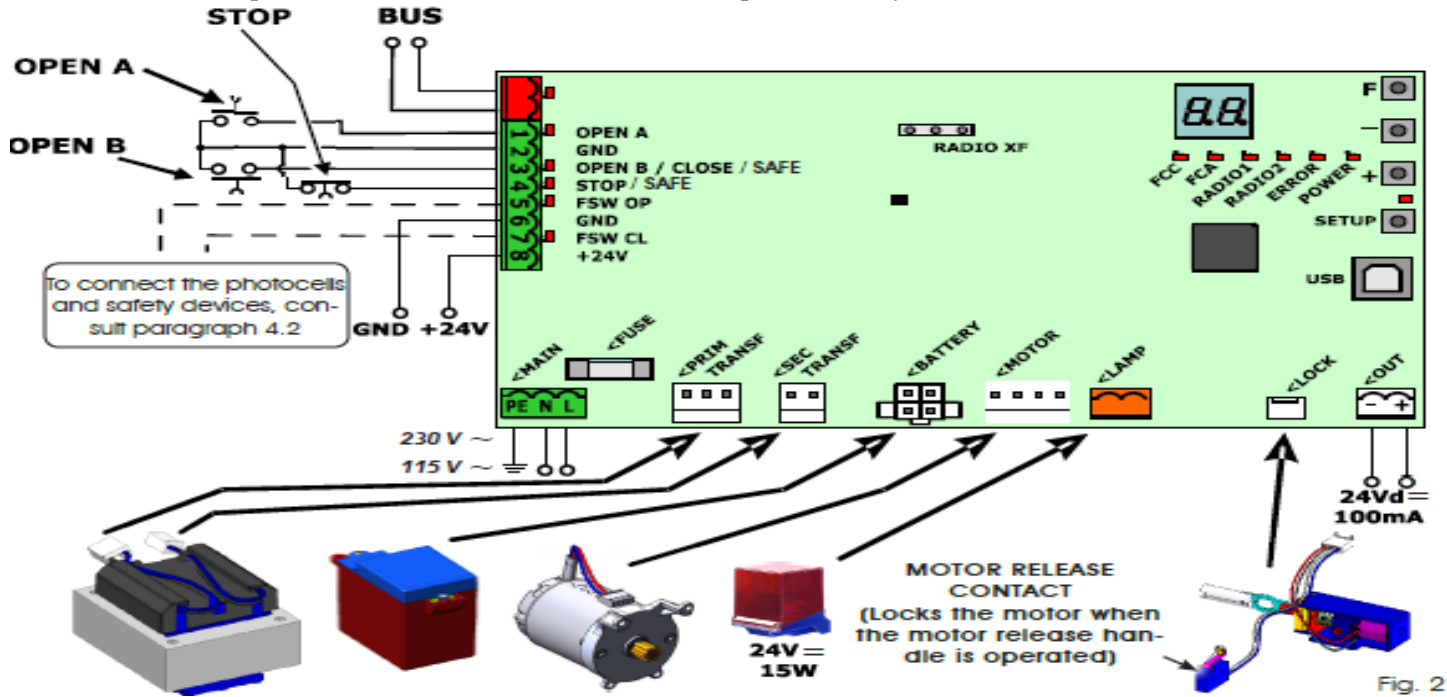 STOP
BUS
OPEN A
OPEN B
1 OPEN A
2 GND
3 OPEN B / CLOSE / SAFE
4 STOP / SAFE
5 FSW OP
6 GND
7 FSW CL
8 +24V
To connect the photocells
and safety devices, con-
sult paragraph 4.2
GND +24V
RADIO XF
8.8.
FCC
FCA
RADIO1
RADIO2
ERROR
POWER
F
−
+
SETUP
USB
<MAIN
PE N L
<FUSE
<PRIM
TRANSF
<SEC
TRANSF
<BATTERY
<MOTOR
<LAMP
<LOCK
<OUT
- +
230 V ~
115 V ~
24Vd=
100mA
24V=
15W
MOTOR RELEASE
CONTACT
(Locks the motor when
the motor release han-
dle is operated)
Fig. 2